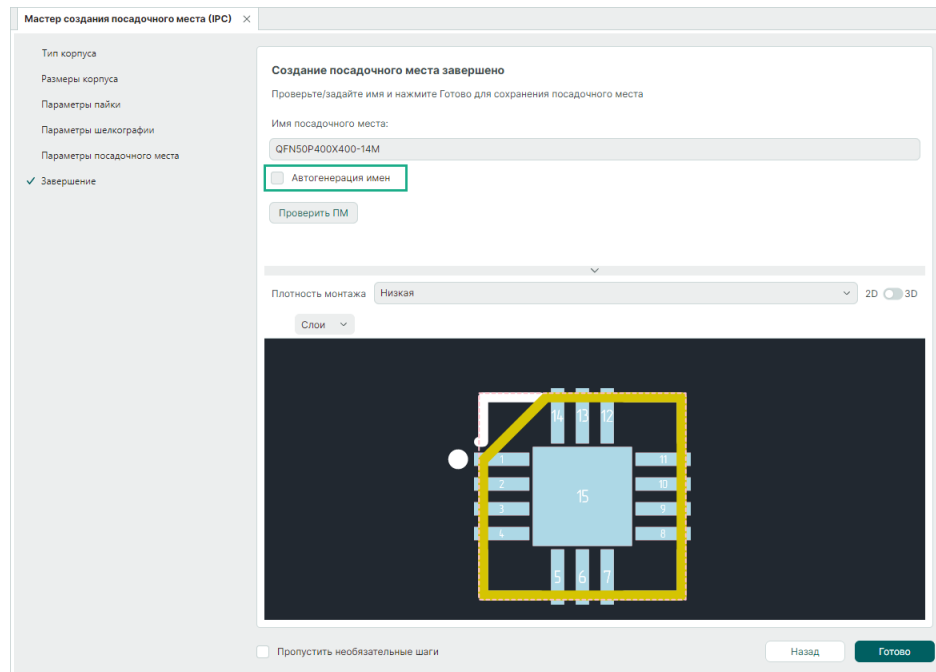 Мастер создания посадочного места (IPC)
Тип корпуса
Размеры корпуса
Параметры пайки
Параметры шелкографии
Параметры посадочного места
Завершение
Создание посадочного места завершено
Проверьте/задайте имя и нажмите Готово для сохранения посадочного места
Имя посадочного места:
QFN50P400X400-14M
Автогенерация имен
Проверить ПМ
Плотность монтажа Низкая 2D 3D
Слои
14 13 12
1 11
2 10
15
3 9
4 8
5 6 7
Пропустить необязательные шаги Назад Готово